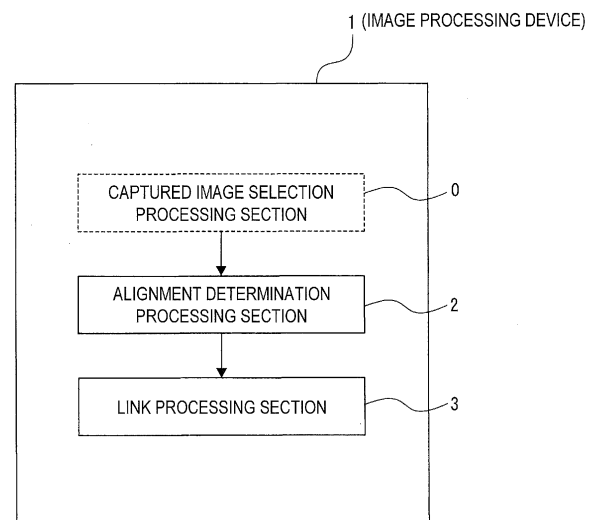 1 (IMAGE PROCESSING DEVICE)
CAPTURED IMAGE SELECTION
PROCESSING SECTION
0
ALIGNMENT DETERMINATION
PROCESSING SECTION
2
LINK PROCESSING SECTION
3